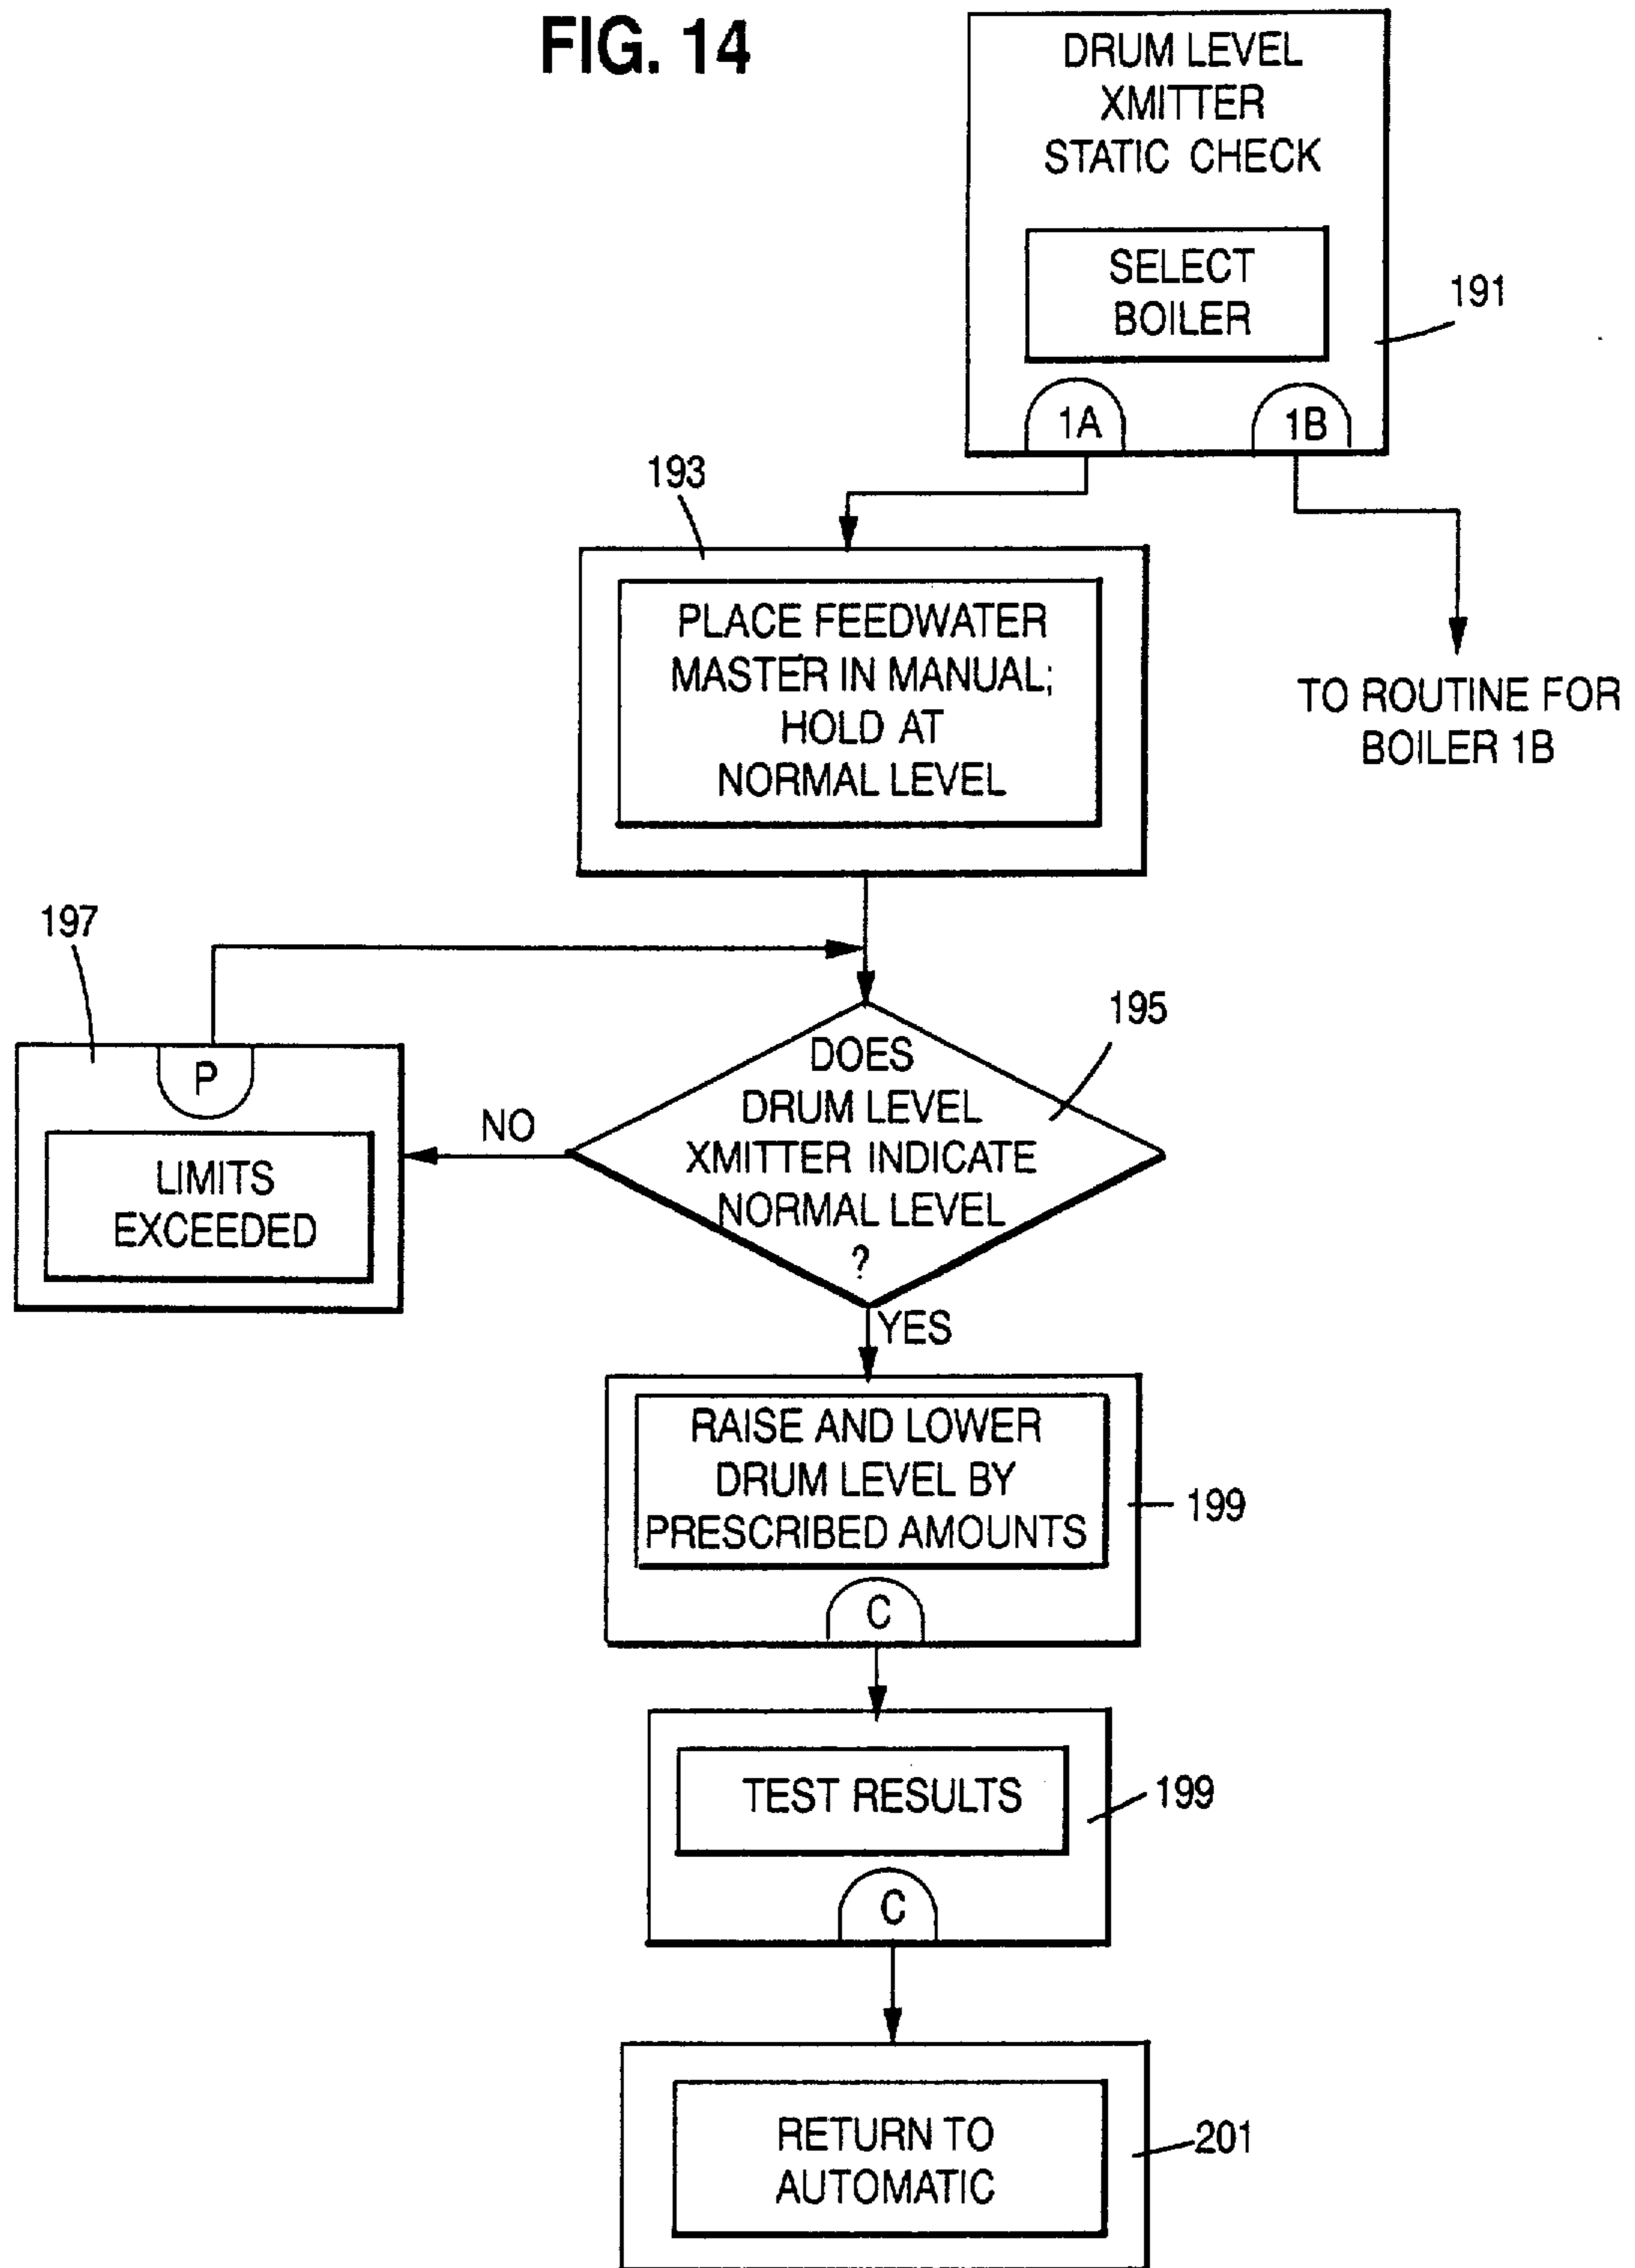 FIG. 14
DRUM LEVEL
XMITTER
STATIC CHECK
SELECT
BOILER
191
1A
1B
193
PLACE FEEDWATER
MASTER IN MANUAL;
HOLD AT
NORMAL LEVEL
TO ROUTINE FOR
BOILER 1B
197
P
LIMITS
EXCEEDED
NO
195
DOES
DRUM LEVEL
XMITTER INDICATE
NORMAL LEVEL
?
YES
RAISE AND LOWER
DRUM LEVEL BY
PRESCRIBED AMOUNTS
199
C
TEST RESULTS
199
C
RETURN TO
AUTOMATIC
201